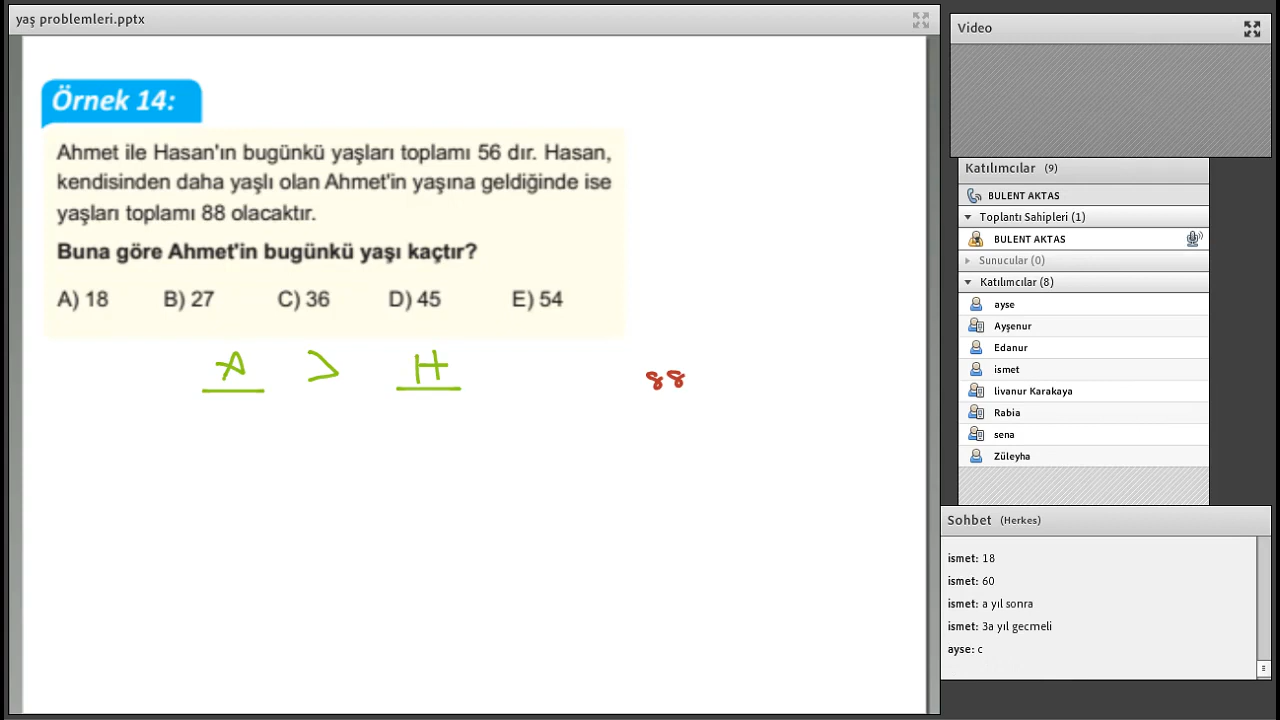 yaş problemleri.pptx
Örnek 14:
Ahmet ile Hasan'ın bugünkü yaşları toplamı 56 dır. Hasan,
kendisinden daha yaşlı olan Ahmet'in yaşına geldiğinde ise
yaşları toplamı 88 olacaktır.
Buna göre Ahmet'in bugünkü yaşı kaçtır?
A) 18 B) 27 C) 36 D) 45 E) 54
A > H 88
Video
Katılımcılar (9)
BULENT AKTAS
Toplantı Sahipleri (1)
BULENT AKTAS
Sunucular (0)
Katılımcılar (8)
ayse
Ayşenur
Edanur
ismet
livanur Karakaya
Rabia
sena
Züleyha
Sohbet (Herkes)
ismet: 18
ismet: 60
ismet: a yıl sonra
ismet: 3a yıl gecmeli
ayse: c